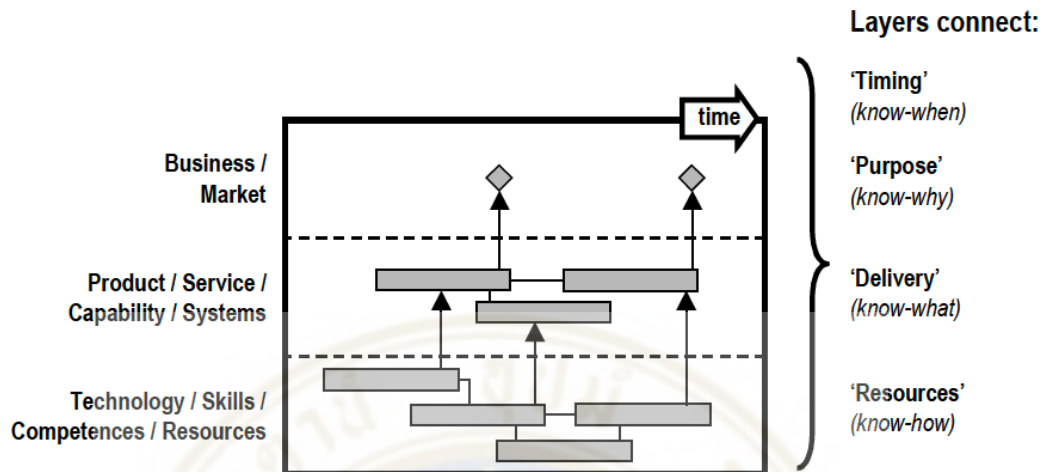 Layers connect:
‘Timing’
(know-when)
time
Business /
Market
‘Purpose’
(know-why)
Product / Service /
Capability / Systems
‘Delivery’
(know-what)
Technology / Skills /
Competences / Resources
‘Resources’
(know-how)